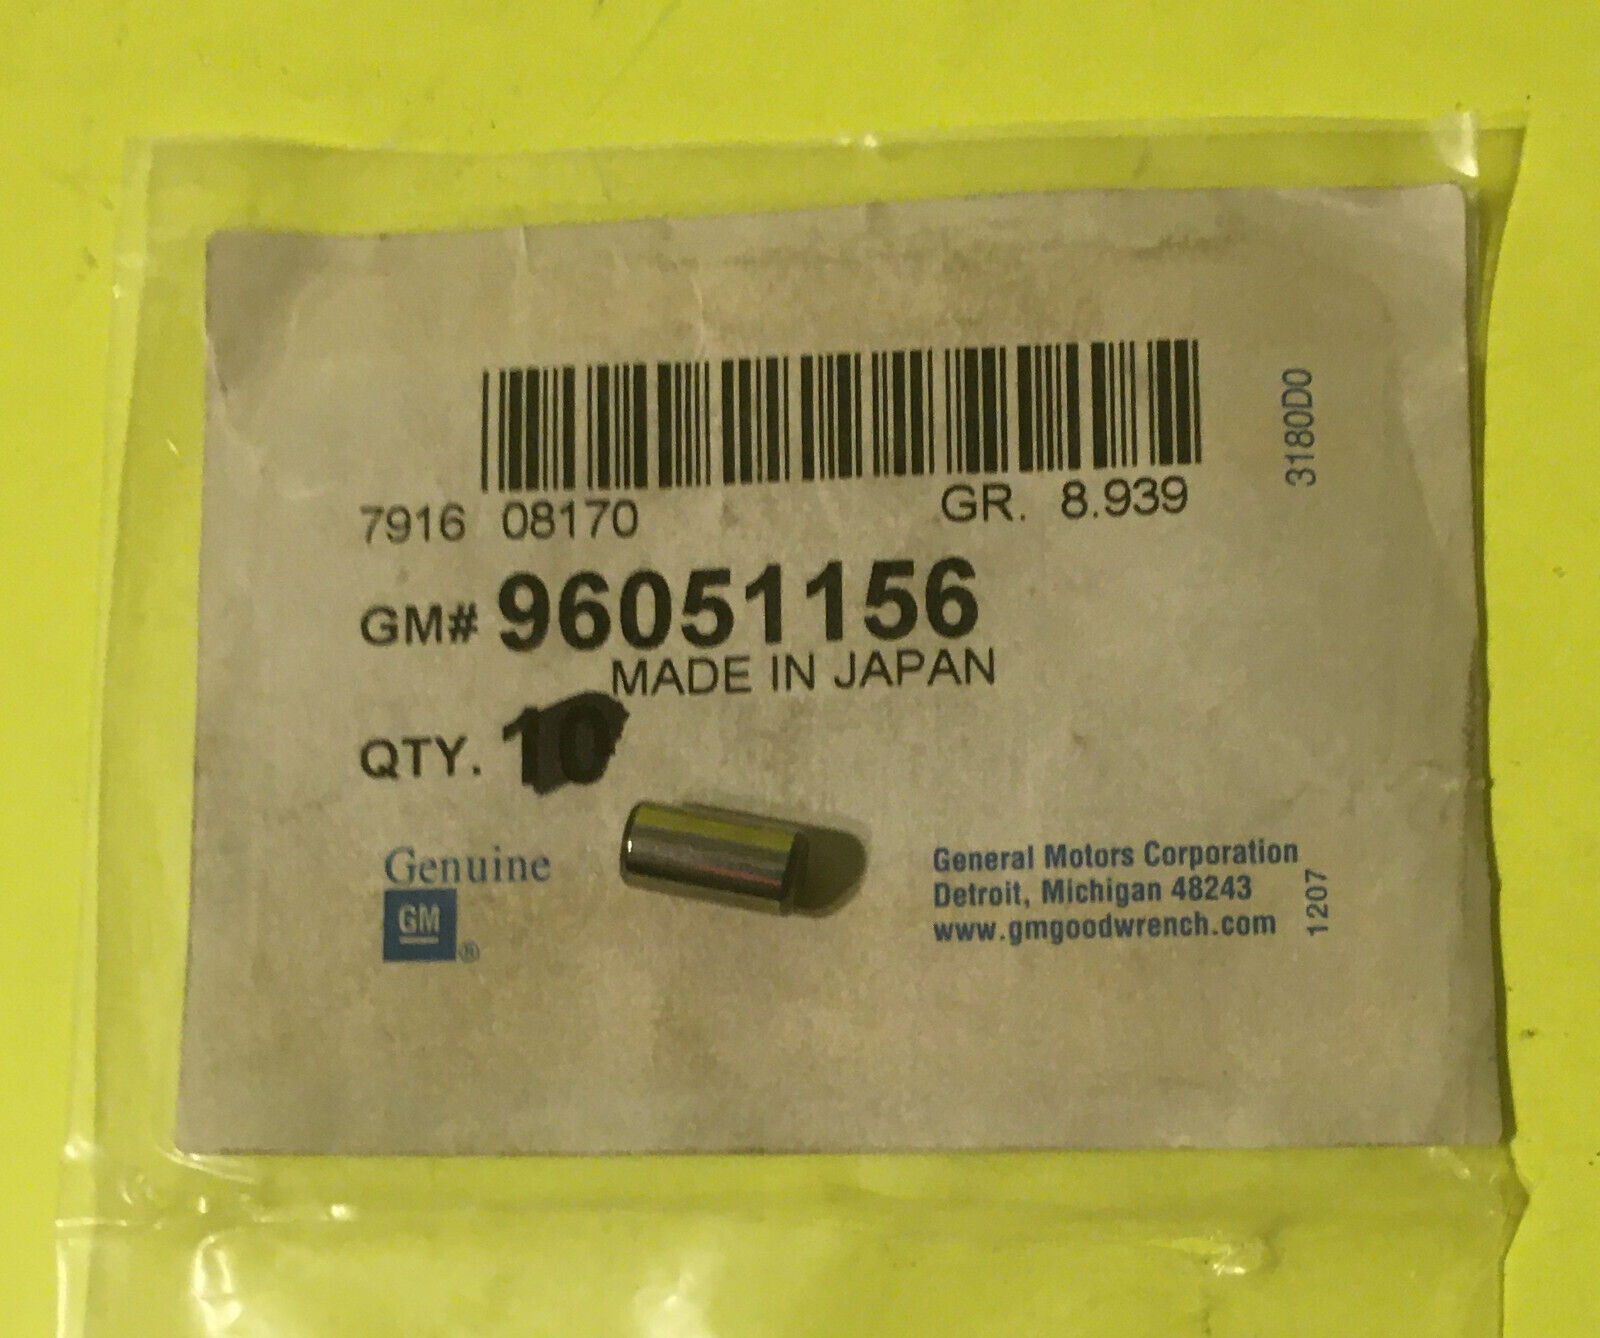 3180D0
7916 08170 GR. 8.939
GM# 96051156
MADE IN JAPAN
QTY. 10
Genuine
GM ®
General Motors Corporation
Detroit, Michigan 48243
www.gmgoodwrench.com
1207